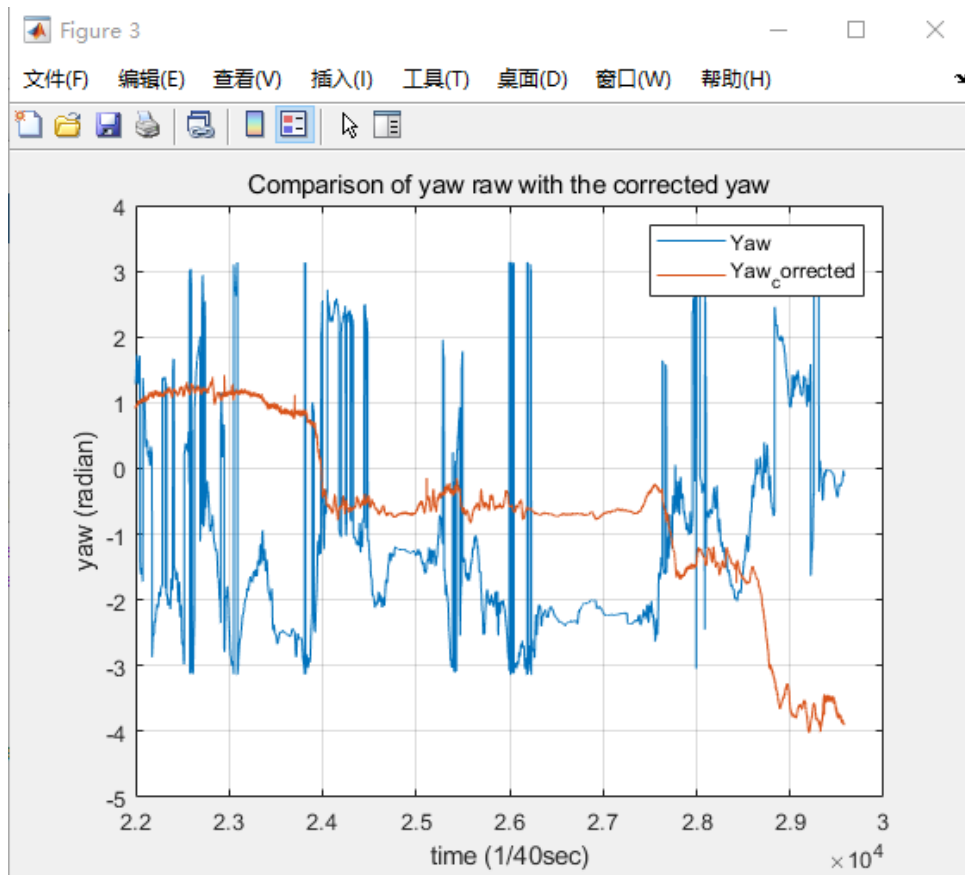 Figure 3
文件(F) 编辑(E) 查看(V) 插入(I) 工具(T) 桌面(D) 窗口(W) 帮助(H)
Comparison of yaw raw with the corrected yaw
Yaw
Yaw_corrected
yaw (radian)
4
3
2
1
0
-1
-2
-3
-4
-5
2.2 2.3 2.4 2.5 2.6 2.7 2.8 2.9 3
time (1/40sec)
×10^4